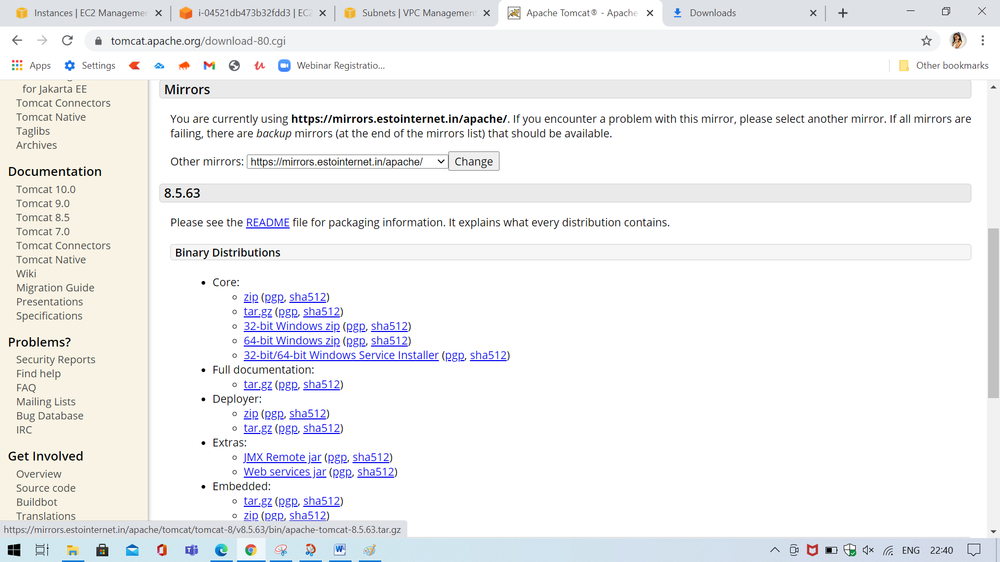 Instances | EC2 Managemen
i-04521db473b32fdd3 | EC2
Subnets | VPC Management
Apache Tomcat® - Apache
Downloads
tomcat.apache.org/download-80.cgi
Apps
Settings
Webinar Registratio...
Other bookmarks
for Jakarta EE
Tomcat Connectors
Tomcat Native
Taglibs
Archives
Documentation
Tomcat 10.0
Tomcat 9.0
Tomcat 8.5
Tomcat 7.0
Tomcat Connectors
Tomcat Native
Wiki
Migration Guide
Presentations
Specifications
Problems?
Security Reports
Find help
FAQ
Mailing Lists
Bug Database
IRC
Get Involved
Overview
Source code
Buildbot
Translations
Mirrors
You are currently using https://mirrors.estointernet.in/apache/. If you encounter a problem with this mirror, please select another mirror. If all mirrors are
failing, there are backup mirrors (at the end of the mirrors list) that should be available.
Other mirrors: https://mirrors.estointernet.in/apache/ Change
8.5.63
Please see the README file for packaging information. It explains what every distribution contains.
Binary Distributions
• Core:
◦ zip (pgp, sha512)
◦ tar.gz (pgp, sha512)
◦ 32-bit Windows zip (pgp, sha512)
◦ 64-bit Windows zip (pgp, sha512)
◦ 32-bit/64-bit Windows Service Installer (pgp, sha512)
• Full documentation:
◦ tar.gz (pgp, sha512)
• Deployer:
◦ zip (pgp, sha512)
◦ tar.gz (pgp, sha512)
• Extras:
◦ JMX Remote jar (pgp, sha512)
◦ Web services jar (pgp, sha512)
• Embedded:
◦ tar.gz (pgp, sha512)
◦ zip (pgp, sha512)
https://mirrors.estointernet.in/apache/tomcat/tomcat-8/v8.5.63/bin/apache-tomcat-8.5.63.tar.gz
ENG
22:40